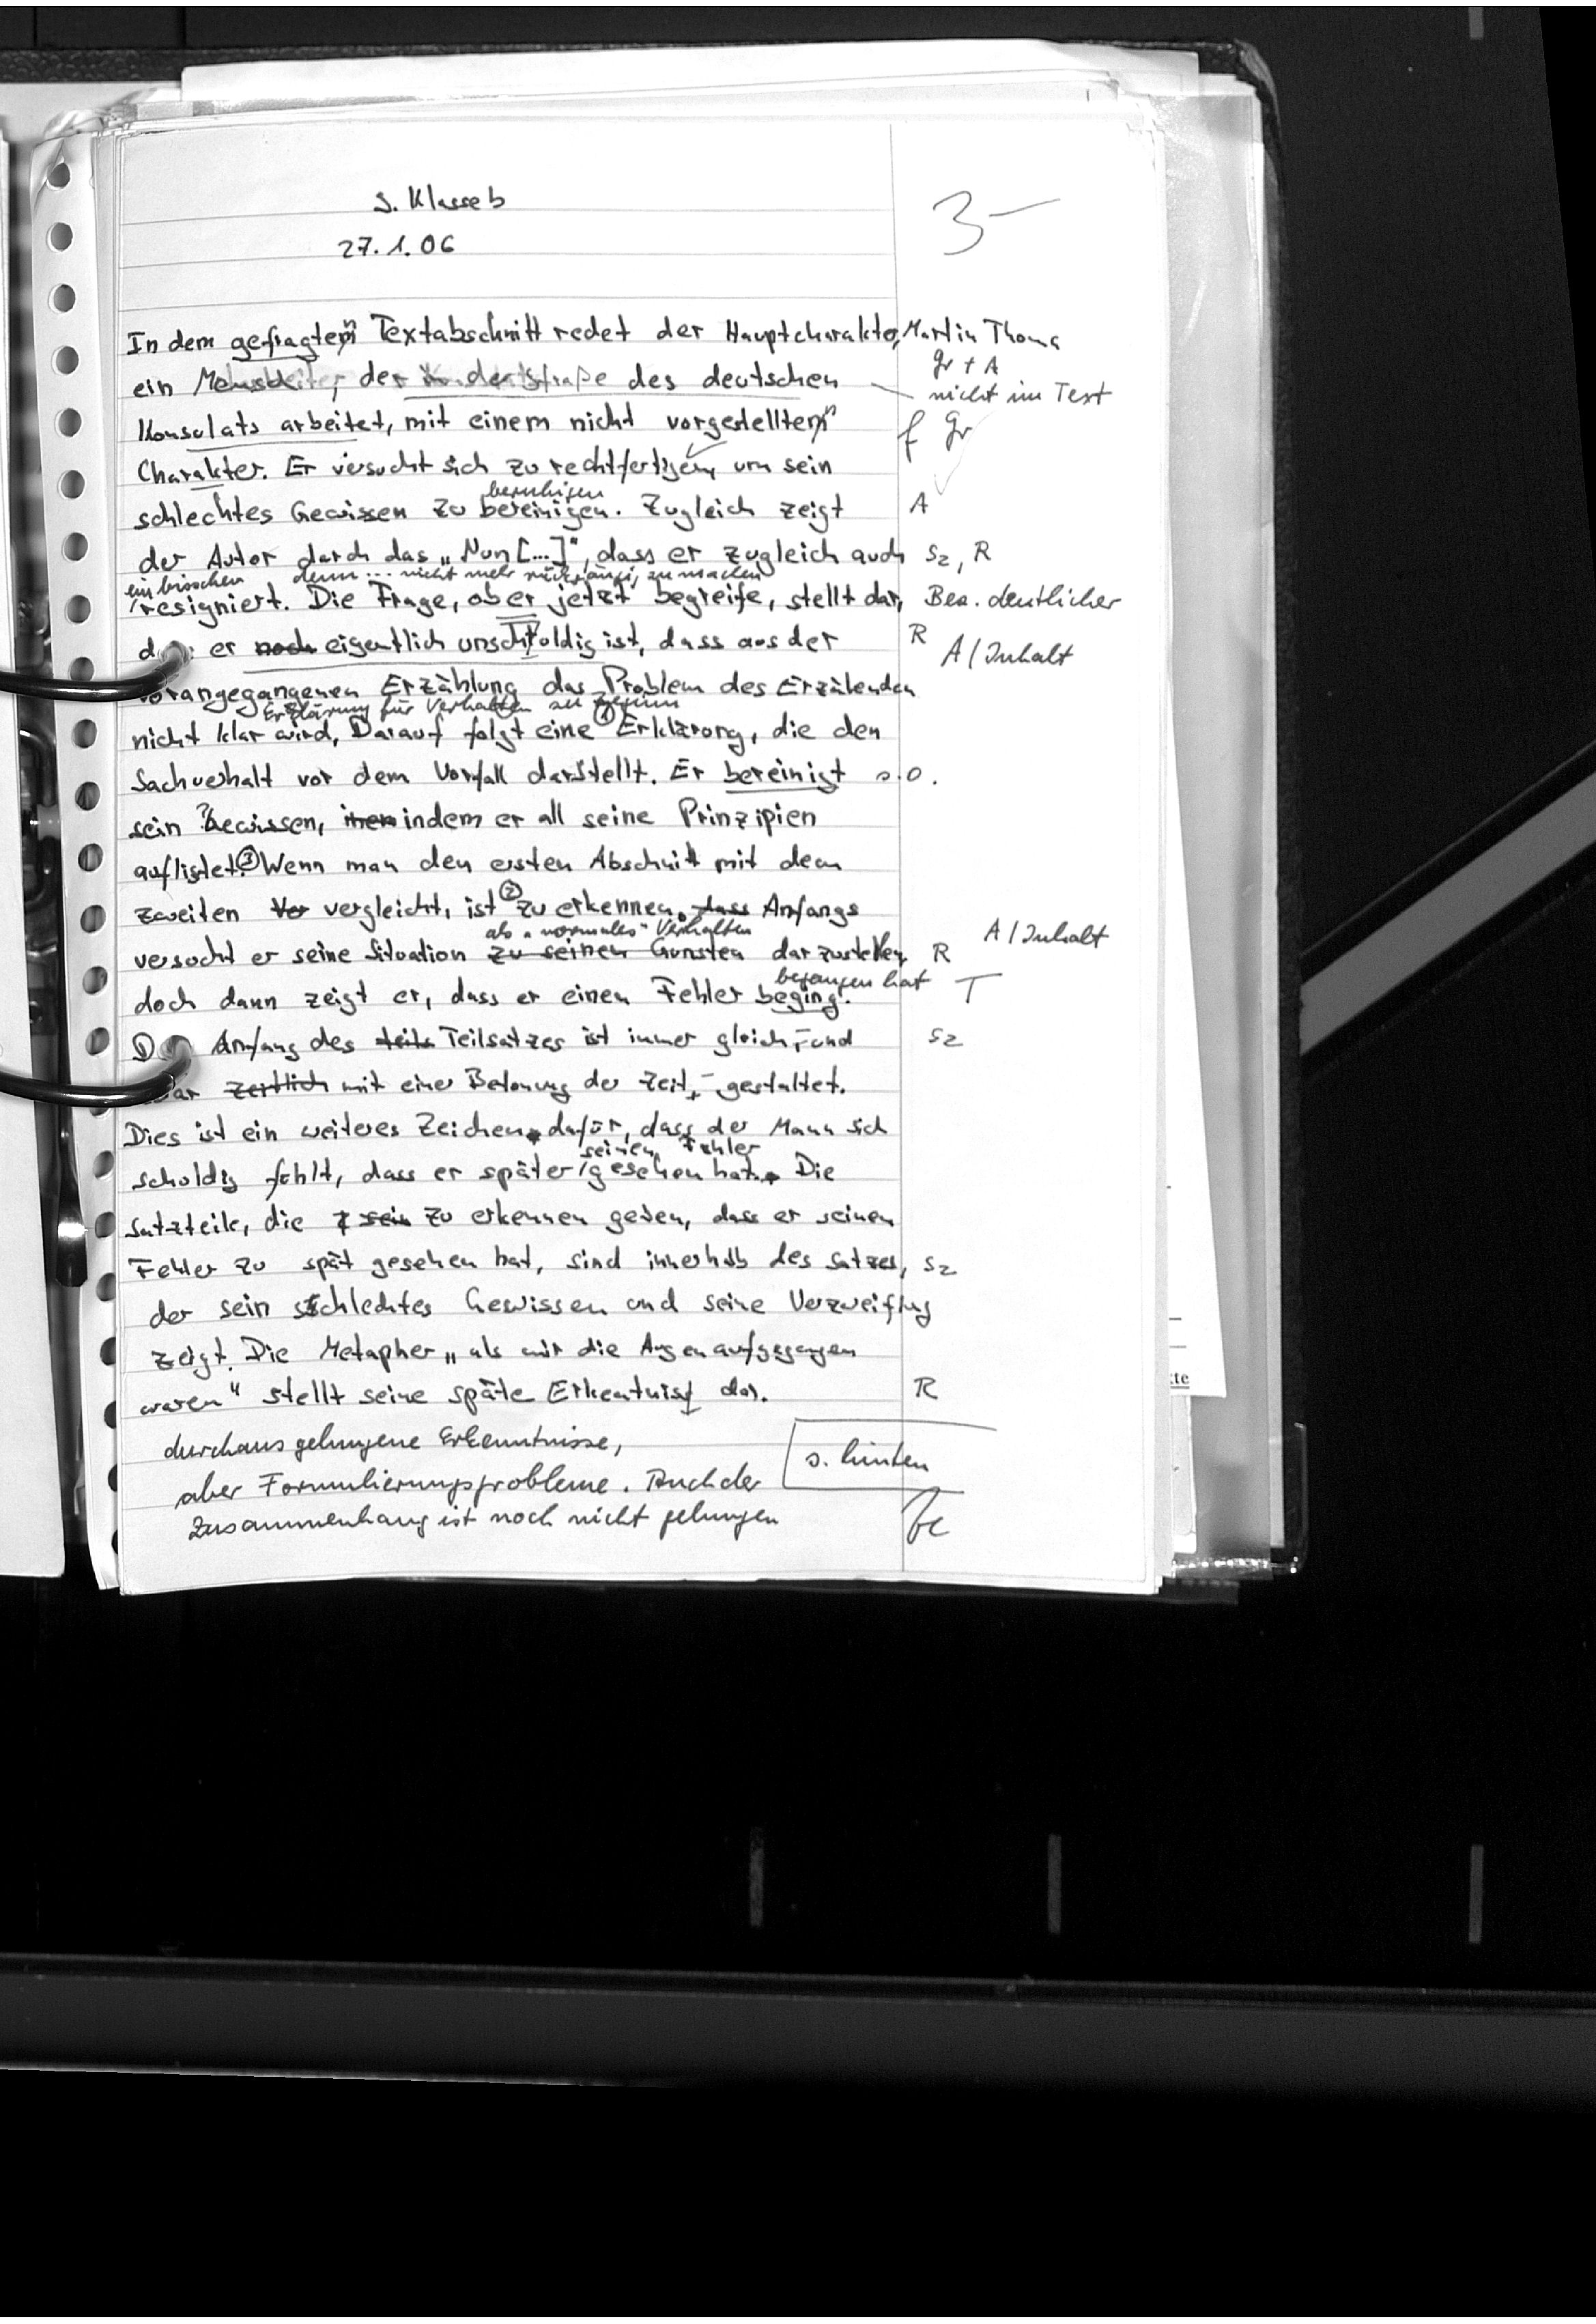 S. Klasse b
3-
27.1.06
In dem gefragten Textabschnitt redet der Hauptcharakter, Martin Thoma
gr + A
ein der Straße des deutschen
nicht im Text
Konsulats arbeitet, mit einem nicht vorgestellten
f gr
Charakter. Er versucht sich zu rechtfertigen, um sein
beruhigen
schlechtes Gewissen zu bereinigen. Zugleich zeigt A
der Autor durch das „Nun [...]", dass er zugleich auch Sz, R
ein bisschen denn ... nicht mehr rückgängig zu machen
resigniert. Die Frage, ob er jetzt begreife, stellt dar, Bea. deutlicher
er noch eigentlich unschuldig ist, dass aus der R A/Inhalt
vorangegangenen Erzählung das Problem des Erzälenden
Erklärung für Verhalten zu
nicht klar wird, Darauf folgt eine ① Erklärung, die den
Sachverhalt vor dem Vorfall darstellt. Er bereinigt s.o.
sein Gewissen, indem er all seine Prinzipien
auflistet. ③ Wenn man den ersten Abschnitt mit dem
zweiten Ver vergleicht, ist ② zu erkennen, dass Anfangs
als „normales" Verhalten A/Inhalt
versucht er seine Situation zu seinen Gunsten darzustellen, R
begangen hat
doch dann zeigt er, dass er einen Fehler beging. T
Anfang des teils Teilsatzes ist immer gleich, und Sz
zeitlich mit einer Betonung der Zeit, gestaltet.
Dies ist ein weiteres Zeichen dafür, dass der Mann sich
seinen Fehler
schuldig fühlt, dass er später gesehen hat. Die
Satzteile, die sein zu erkennen geben, dass er seinen
Fehler zu spät gesehen hat, sind innerhalb des Satzes, Sz
der sein schlechtes Gewissen und seine Verzweiflug
zeigt. Die Metapher „als mir die Augen aufgegangen
waren" stellt seine späte Erkentnist dar. R
durchaus gelungene Erkenntnisse,
s. hinten
aber Formulierungsprobleme. Auch der
Zusammenhang ist noch nicht gelungen